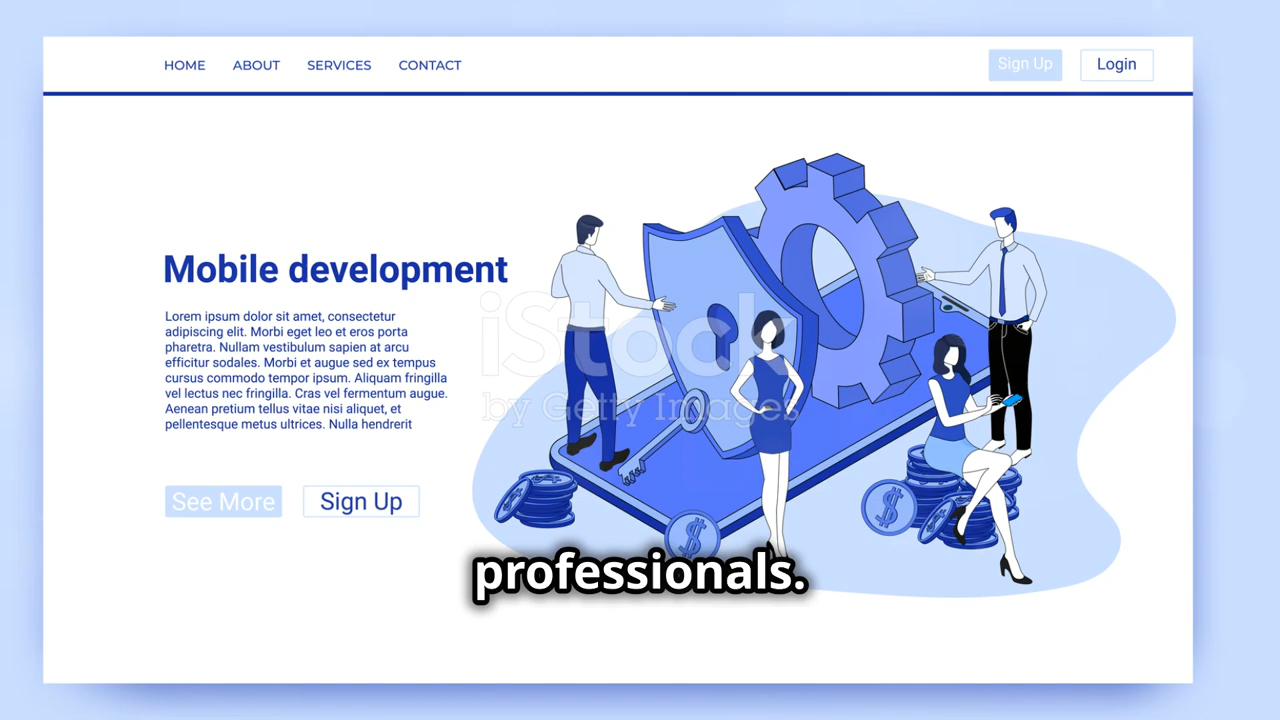 HOME ABOUT SERVICES CONTACT Sign Up Login
Mobile development
Lorem ipsum dolor sit amet, consectetur
adipiscing elit. Morbi eget leo et eros porta
pharetra. Nullam vestibulum sapien at arcu
efficitur sodales. Morbi et augue sed ex tempus
cursus commodo tempor ipsum. Aliquam fringilla
vel lectus nec fringilla. Cras vel fermentum augue.
Aenean pretium tellus vitae nisi aliquet, et
pellentesque metus ultrices. Nulla hendrerit
See More Sign Up
iStock
by Getty Images
$
$
professionals.